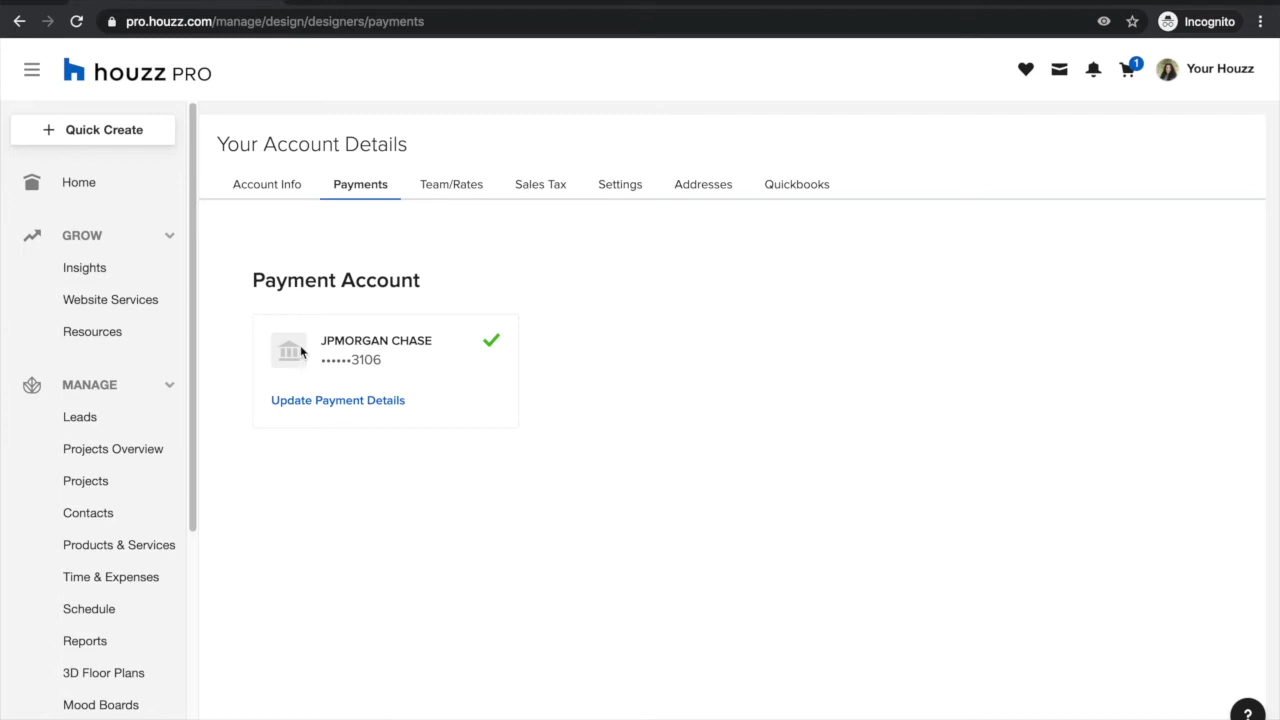 pro.houzz.com/manage/design/designers/payments
Incognito
houzz PRO
1
Your Houzz
+ Quick Create
Home
GROW
Insights
Website Services
Resources
MANAGE
Leads
Projects Overview
Projects
Contacts
Products & Services
Time & Expenses
Schedule
Reports
3D Floor Plans
Mood Boards
Your Account Details
Account Info Payments Team/Rates Sales Tax Settings Addresses Quickbooks
Payment Account
JPMORGAN CHASE
••••••3106
Update Payment Details
?